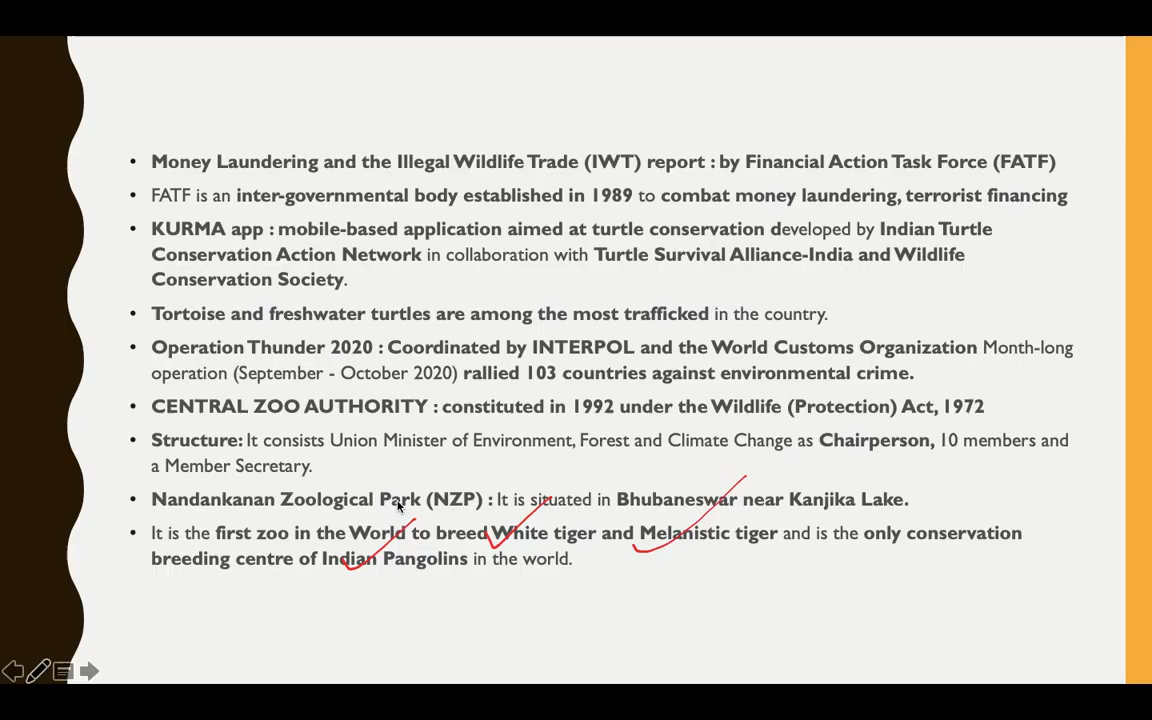 • Money Laundering and the Illegal Wildlife Trade (IWT) report : by Financial Action Task Force (FATF)
• FATF is an inter-governmental body established in 1989 to combat money laundering, terrorist financing
• KURMA app : mobile-based application aimed at turtle conservation developed by Indian Turtle
Conservation Action Network in collaboration with Turtle Survival Alliance-India and Wildlife
Conservation Society.
• Tortoise and freshwater turtles are among the most trafficked in the country.
• Operation Thunder 2020 : Coordinated by INTERPOL and the World Customs Organization Month-long
operation (September - October 2020) rallied 103 countries against environmental crime.
• CENTRAL ZOO AUTHORITY : constituted in 1992 under the Wildlife (Protection) Act, 1972
• Structure: It consists Union Minister of Environment, Forest and Climate Change as Chairperson, 10 members and
a Member Secretary.
• Nandankanan Zoological Park (NZP) : It is situated in Bhubaneswar near Kanjika Lake.
• It is the first zoo in the World to breed White tiger and Melanistic tiger and is the only conservation
breeding centre of Indian Pangolins in the world.